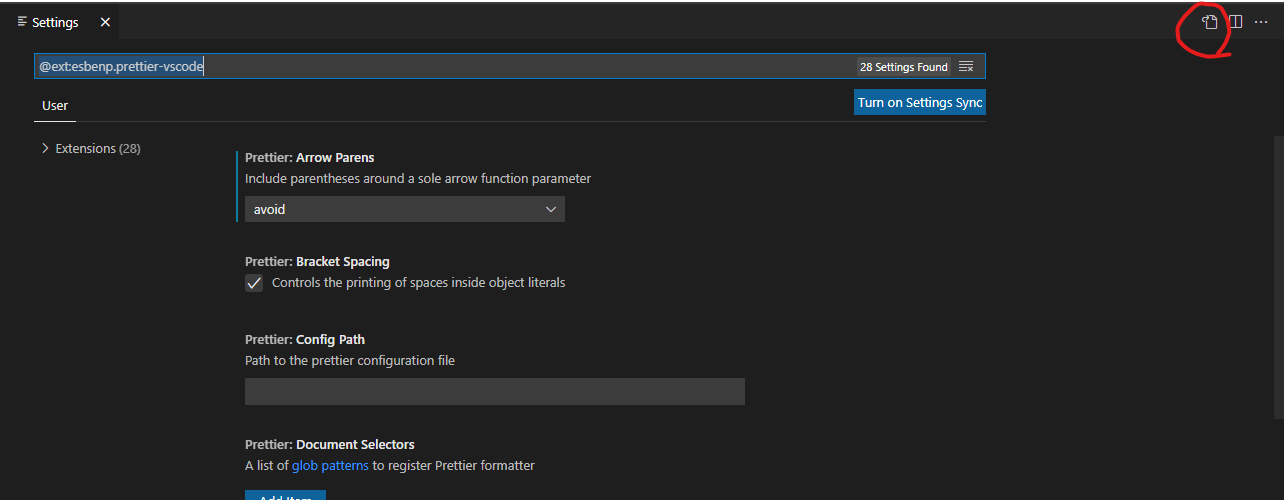 Settings
@ext:esbenp.prettier-vscode
28 Settings Found
User
Turn on Settings Sync
Extensions (28)
Prettier: Arrow Parens
Include parentheses around a sole arrow function parameter
avoid
Prettier: Bracket Spacing
Controls the printing of spaces inside object literals
Prettier: Config Path
Path to the prettier configuration file
Prettier: Document Selectors
A list of glob patterns to register Prettier formatter
Add Item